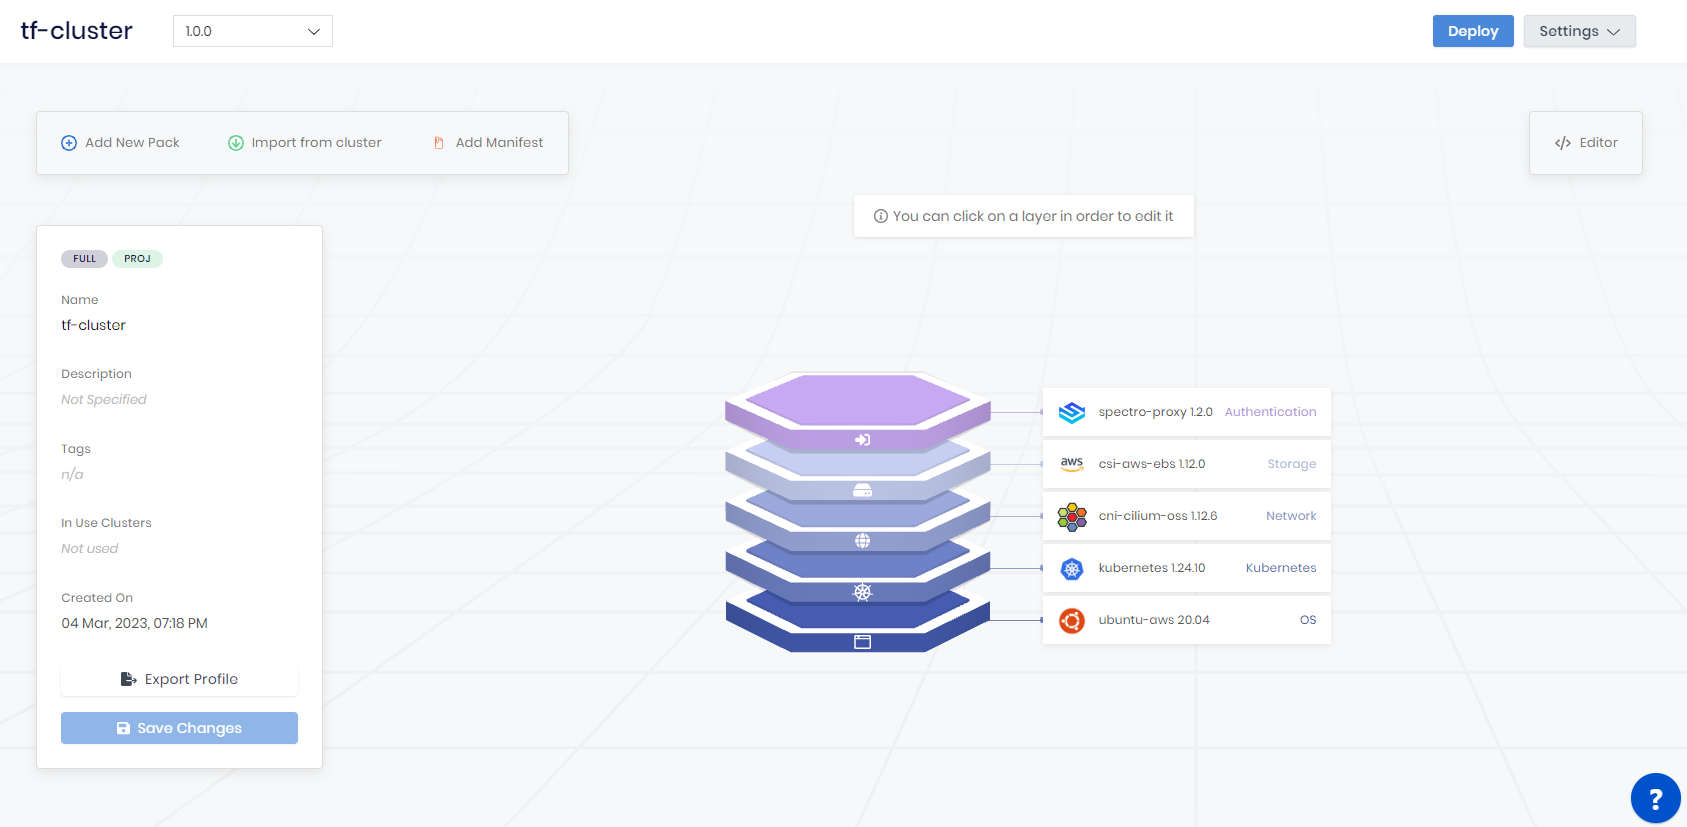 tf-cluster
1.0.0
Deploy
Settings
Add New Pack
Import from cluster
Add Manifest
</> Editor
You can click on a layer in order to edit it
FULL
PROJ
Name
tf-cluster
Description
Not Specified
Tags
n/a
In Use Clusters
Not used
Created On
04 Mar, 2023, 07:18 PM
Export Profile
Save Changes
spectro-proxy 1.2.0 Authentication
aws csi-aws-ebs 1.12.0 Storage
cni-cilium-oss 1.12.6 Network
kubernetes 1.24.10 Kubernetes
ubuntu-aws 20.04 OS
?